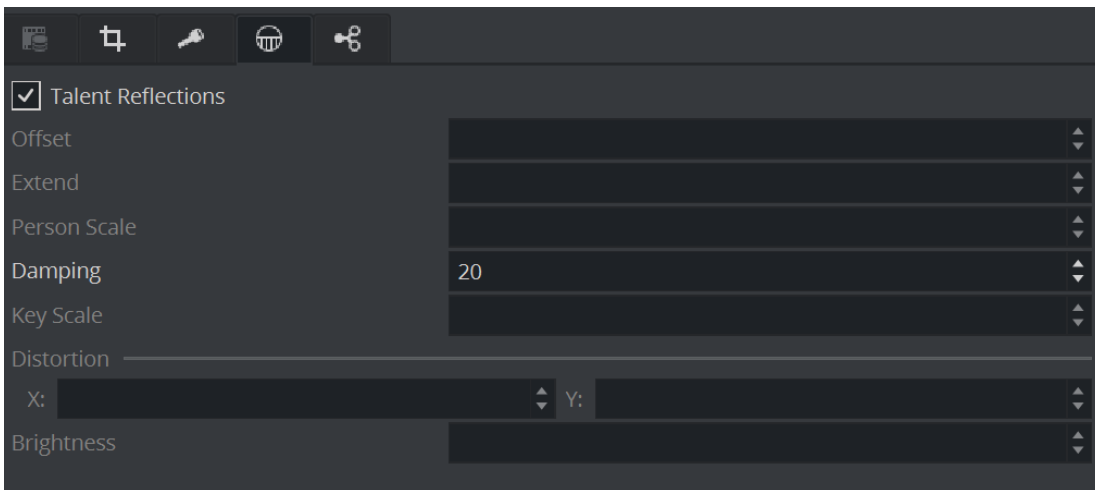 Talent Reflections
Offset
Extend
Person Scale
Damping 20
Key Scale
Distortion
X: Y:
Brightness